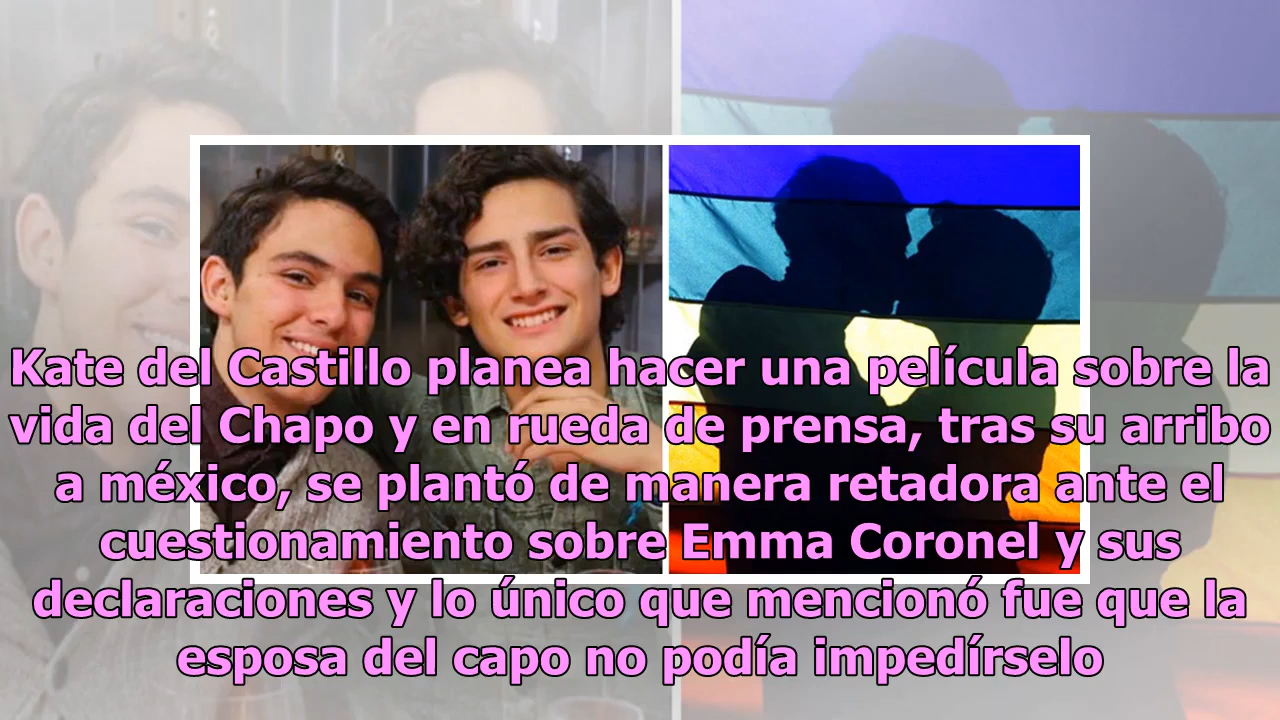 Kate del Castillo planea hacer una película sobre la
vida del Chapo y en rueda de prensa, tras su arribo
a méxico, se plantó de manera retadora ante el
cuestionamiento sobre Emma Coronel y sus
declaraciones y lo único que mencionó fue que la
esposa del capo no podía impedírselo